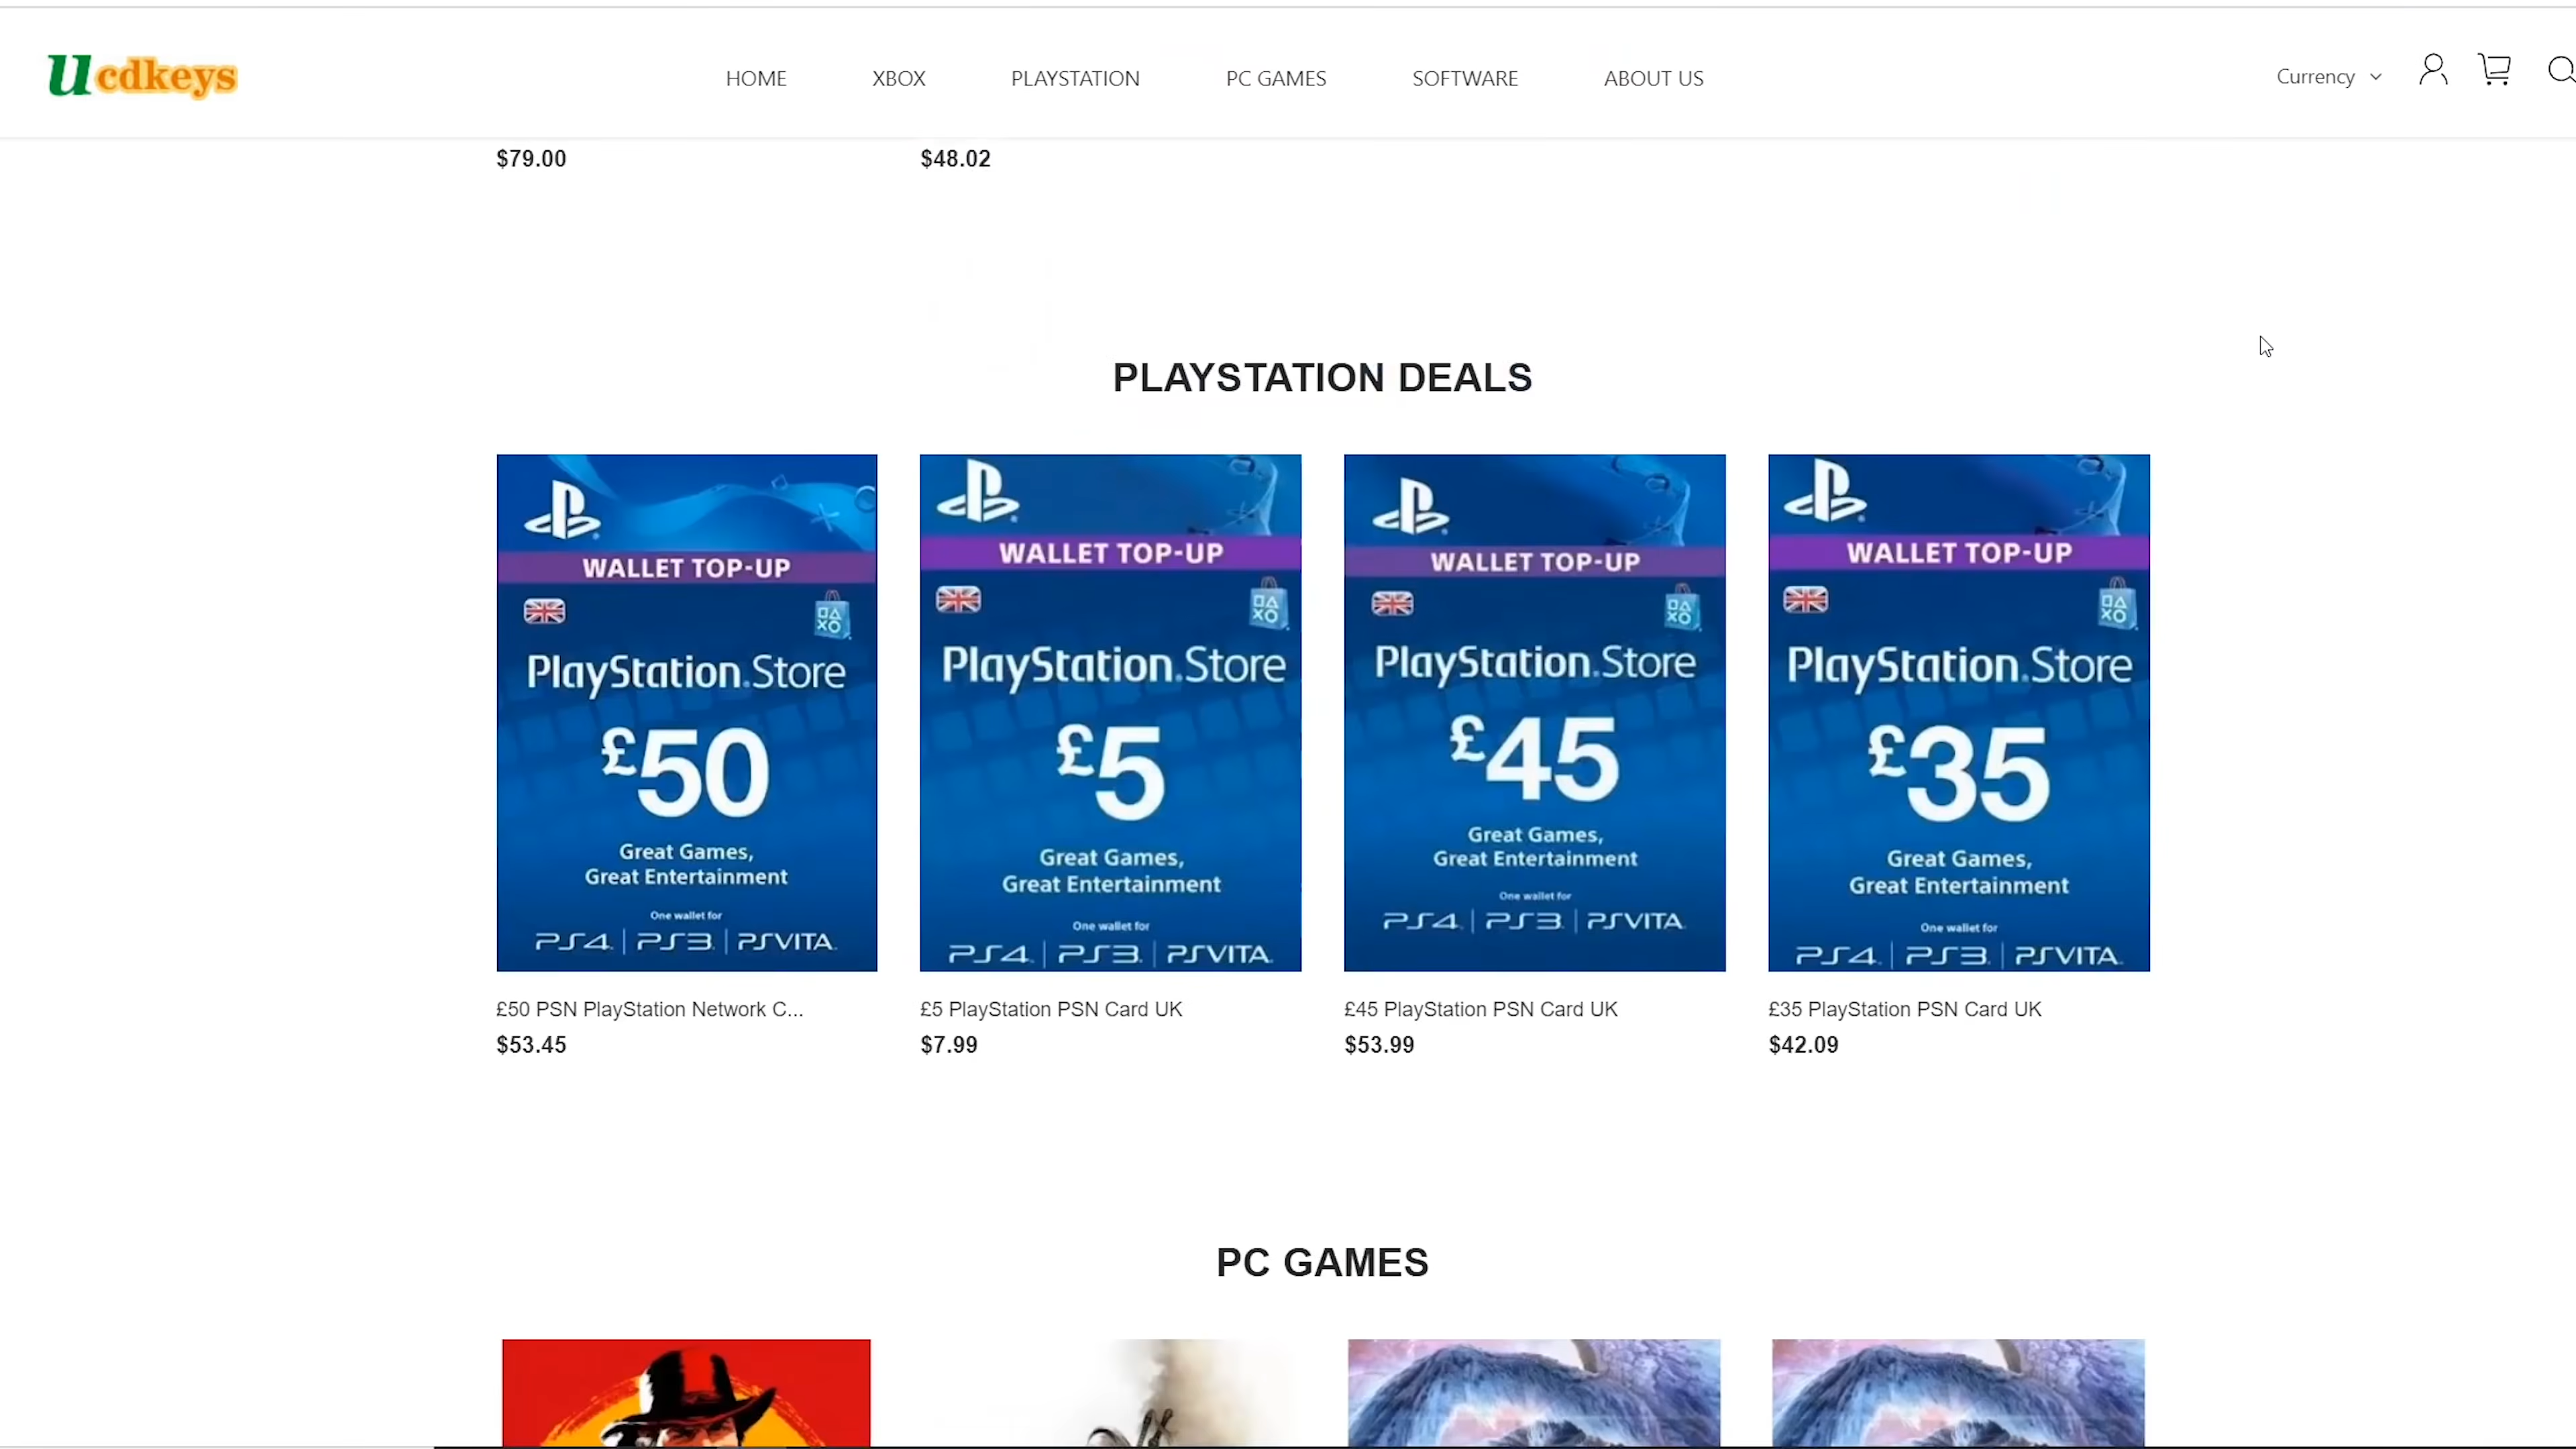 Ucdkeys
HOME XBOX PLAYSTATION PC GAMES SOFTWARE ABOUT US
Currency
$79.00 $48.02
PLAYSTATION DEALS
WALLET TOP-UP
PlayStation.Store
£50
Great Games,
Great Entertainment
One wallet for
PS4 | PS3 | PSVITA
£50 PSN PlayStation Network C...
$53.45
WALLET TOP-UP
PlayStation.Store
£5
Great Games,
Great Entertainment
One wallet for
PS4 | PS3 | PSVITA
£5 PlayStation PSN Card UK
$7.99
WALLET TOP-UP
PlayStation.Store
£45
Great Games,
Great Entertainment
One wallet for
PS4 | PS3 | PSVITA
£45 PlayStation PSN Card UK
$53.99
WALLET TOP-UP
PlayStation.Store
£35
Great Games,
Great Entertainment
One wallet for
PS4 | PS3 | PSVITA
£35 PlayStation PSN Card UK
$42.09
PC GAMES